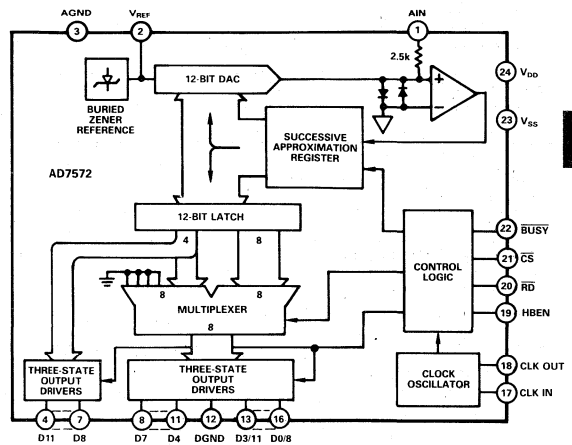 AGND
VREF
AIN
3
2
1
2.5k
12-BIT DAC
BURIED
ZENER
REFERENCE
+
−
24 VDD
23 VSS
SUCCESSIVE
APPROXIMATION
REGISTER
AD7572
12-BIT LATCH
4
8
CONTROL
LOGIC
22 BUSY
21 CS
20 RD
19 HBEN
8
8
MULTIPLEXER
8
THREE-STATE
OUTPUT
DRIVERS
THREE-STATE
OUTPUT
DRIVERS
CLOCK
OSCILLATOR
18 CLK OUT
17 CLK IN
4
7
8
11
12
13
16
D11
D8
D7
D4
DGND
D3/11
D0/8